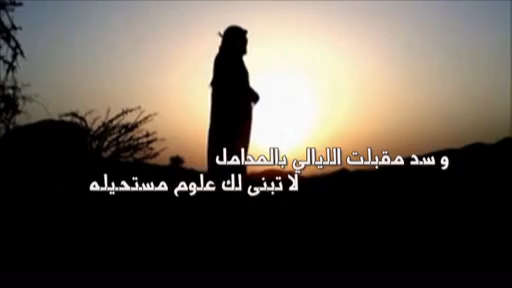 و سد مقبلت الليالي بالمحامل
لا تبنى لك علوم مستحيله